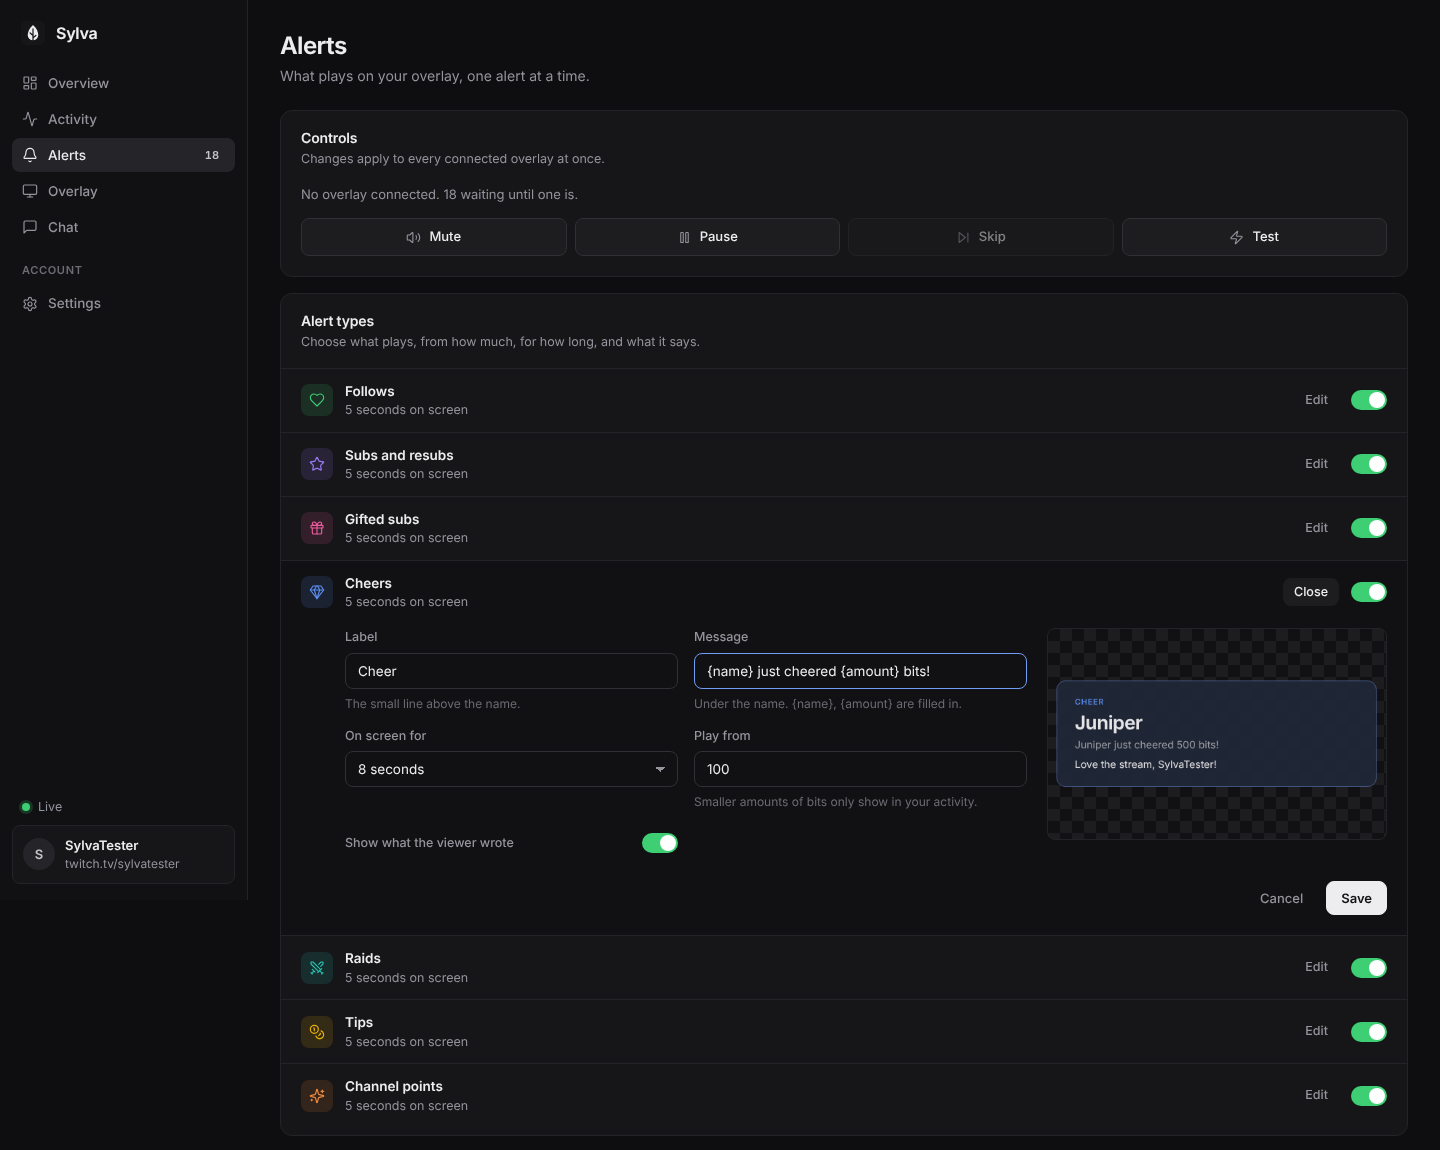 Sylva
Overview
Activity
Alerts 18
Overlay
Chat
ACCOUNT
Settings
Live
S
SylvaTester
twitch.tv/sylvatester
Alerts
What plays on your overlay, one alert at a time.
Controls
Changes apply to every connected overlay at once.
No overlay connected. 18 waiting until one is.
Mute Pause Skip Test
Alert types
Choose what plays, from how much, for how long, and what it says.
Follows
5 seconds on screen
Edit
Subs and resubs
5 seconds on screen
Edit
Gifted subs
5 seconds on screen
Edit
Cheers
5 seconds on screen
Close
Label
Cheer
The small line above the name.
Message
{name} just cheered {amount} bits!
Under the name. {name}, {amount} are filled in.
On screen for
8 seconds
Play from
100
Smaller amounts of bits only show in your activity.
Show what the viewer wrote
CHEER
Juniper
Juniper just cheered 500 bits!
Love the stream, SylvaTester!
Cancel Save
Raids
5 seconds on screen
Edit
Tips
5 seconds on screen
Edit
Channel points
5 seconds on screen
Edit